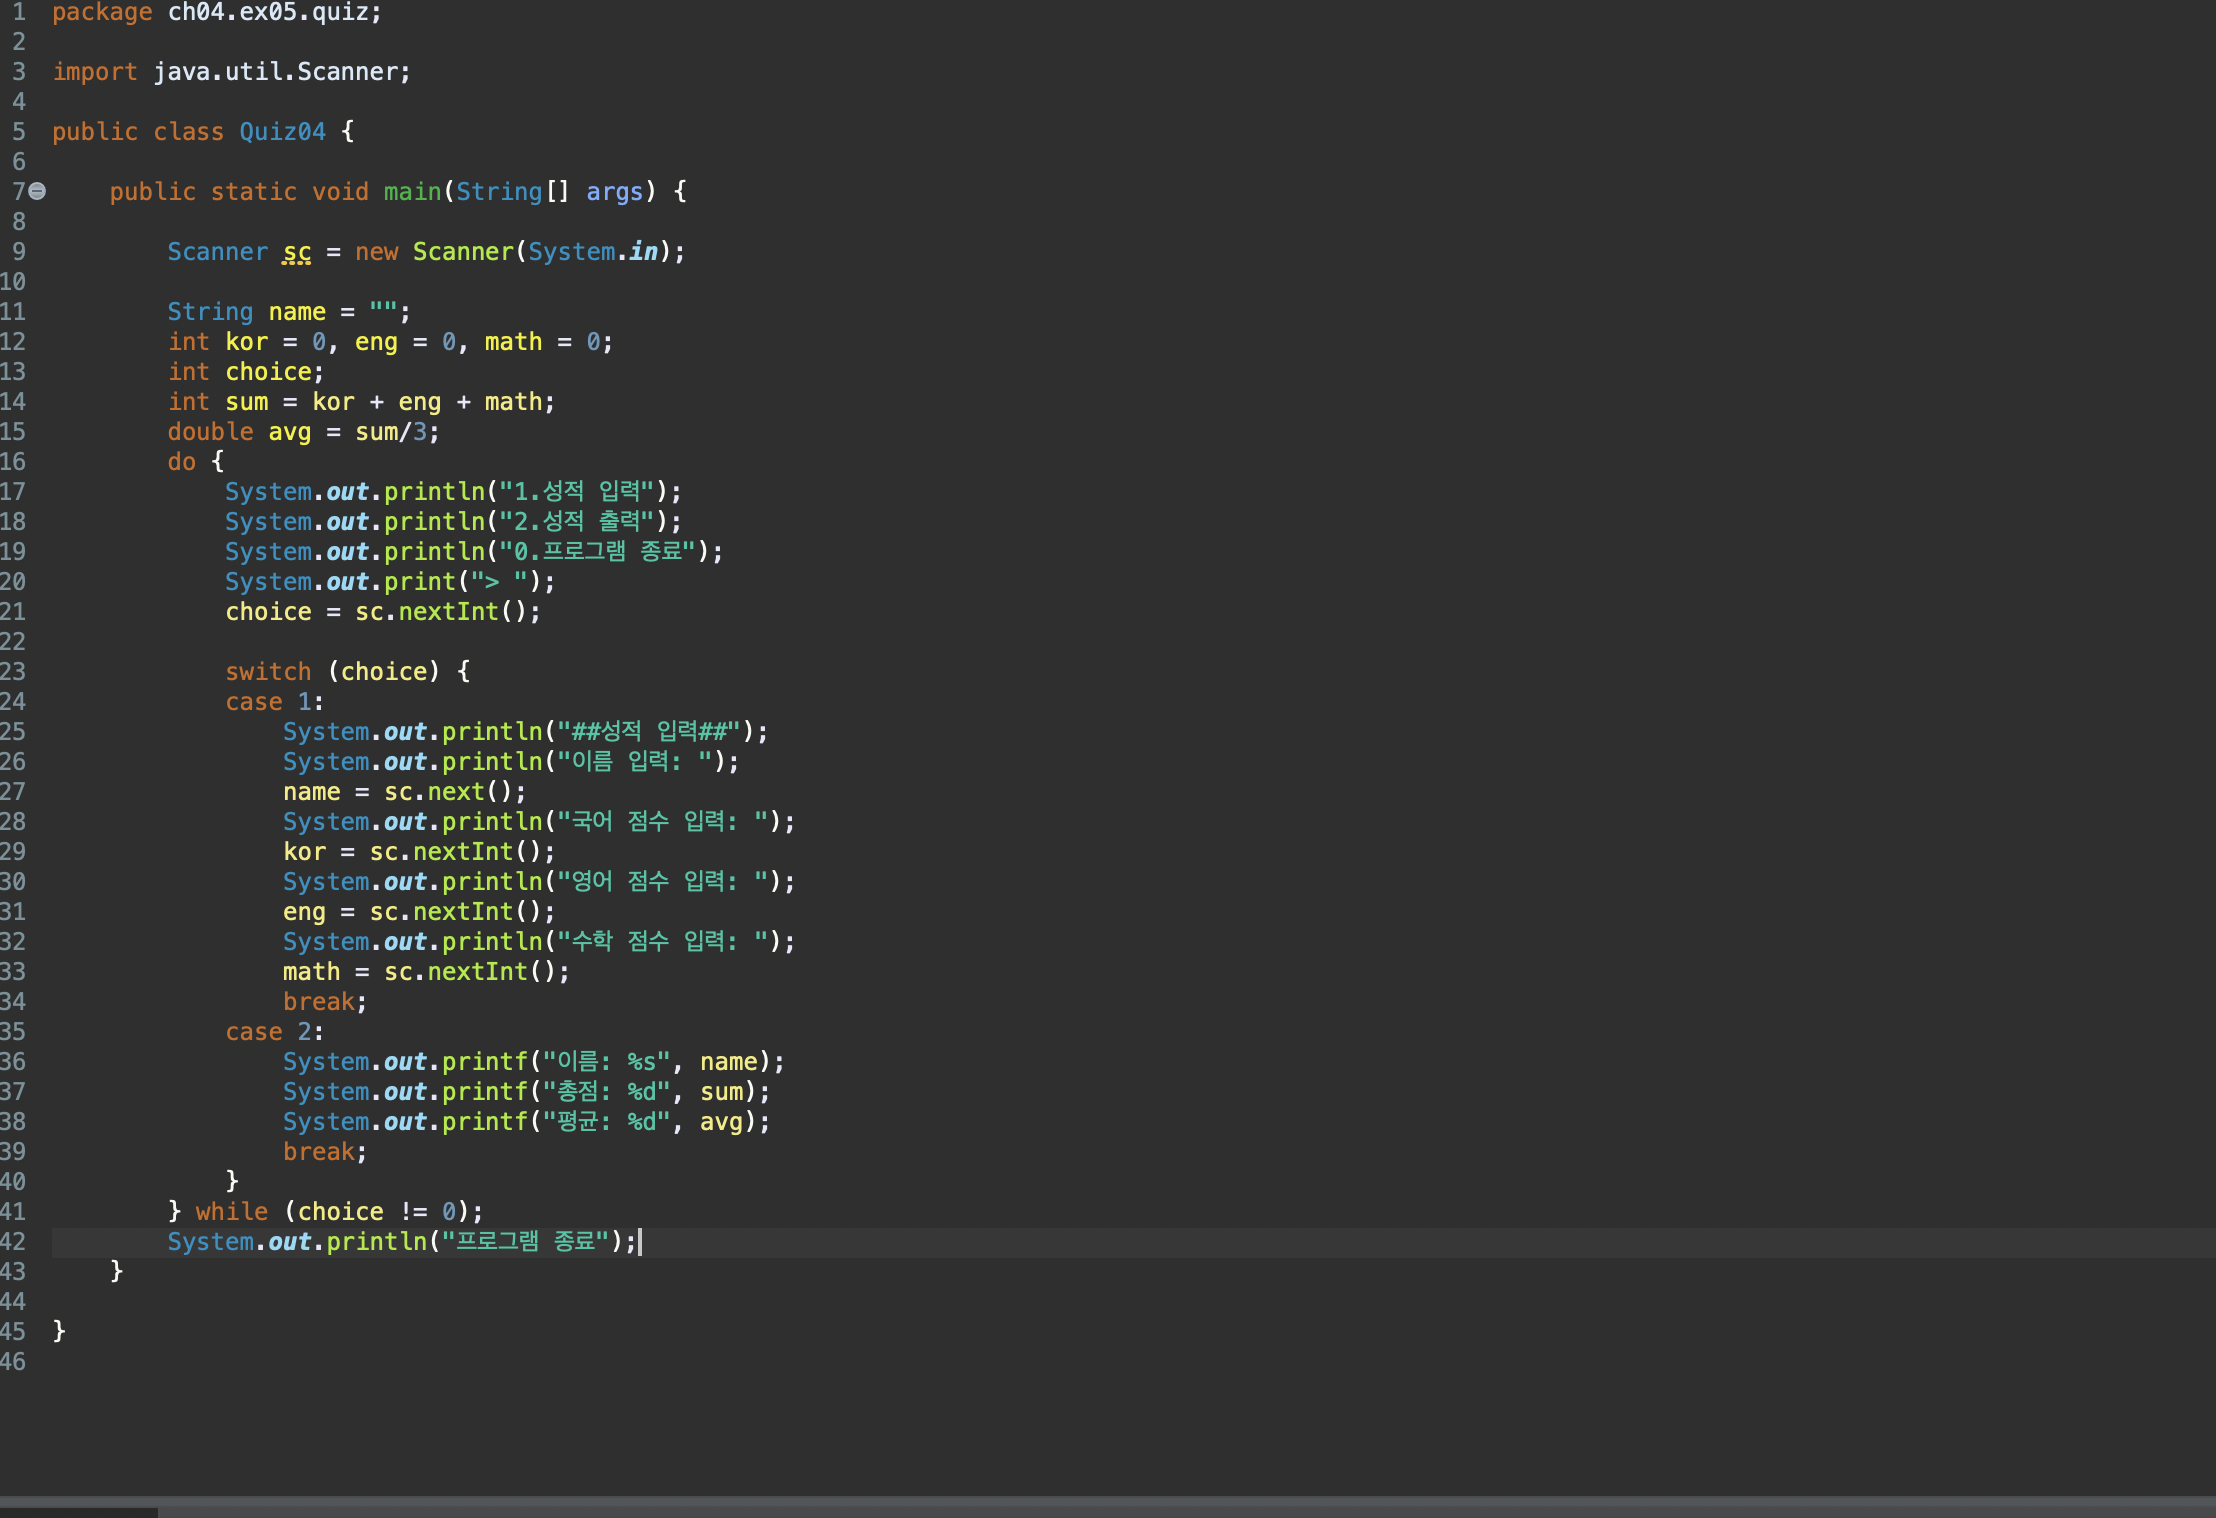 1 package ch04.ex05.quiz;
2
3 import java.util.Scanner;
4
5 public class Quiz04 {
6
7 public static void main(String[] args) {
8
9 Scanner sc = new Scanner(System.in);
10
11 String name = "";
12 int kor = 0, eng = 0, math = 0;
13 int choice;
14 int sum = kor + eng + math;
15 double avg = sum/3;
16 do {
17 System.out.println("1.성적 입력");
18 System.out.println("2.성적 출력");
19 System.out.println("0.프로그램 종료");
20 System.out.print("> ");
21 choice = sc.nextInt();
22
23 switch (choice) {
24 case 1:
25 System.out.println("##성적 입력##");
26 System.out.println("이름 입력: ");
27 name = sc.next();
28 System.out.println("국어 점수 입력: ");
29 kor = sc.nextInt();
30 System.out.println("영어 점수 입력: ");
31 eng = sc.nextInt();
32 System.out.println("수학 점수 입력: ");
33 math = sc.nextInt();
34 break;
35 case 2:
36 System.out.printf("이름: %s", name);
37 System.out.printf("총점: %d", sum);
38 System.out.printf("평균: %d", avg);
39 break;
40 }
41 } while (choice != 0);
42 System.out.println("프로그램 종료");
43 }
44
45 }
46